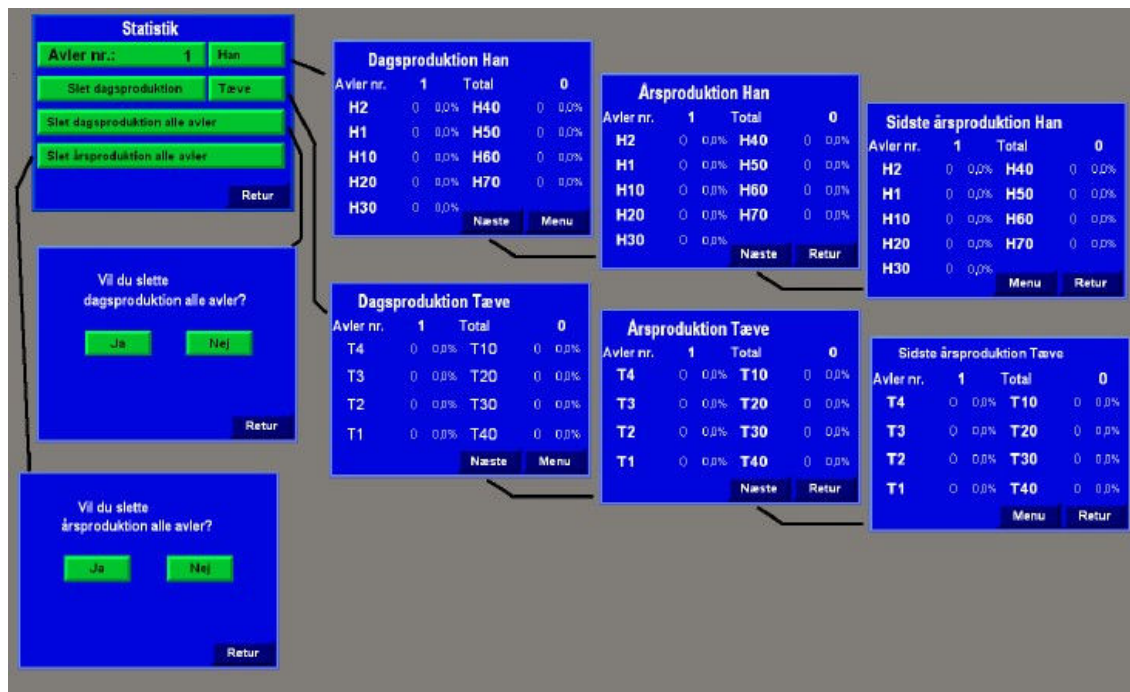 Statistik
Avler nr.: 1 Han
Slet dagsproduktion Tæve
Slet dagsproduktion alle avler
Slet årsproduktion alle avler
Retur
Dagsproduktion Han
Avler nr. 1 Total 0
H2 0 0,0% H40 0 0,0%
H1 0 0,0% H50 0 0,0%
H10 0 0,0% H60 0 0,0%
H20 0 0,0% H70 0 0,0%
H30 0 0,0%
Næste Menu
Årsproduktion Han
Avler nr. 1 Total 0
H2 0 0,0% H40 0 0,0%
H1 0 0,0% H50 0 0,0%
H10 0 0,0% H60 0 0,0%
H20 0 0,0% H70 0 0,0%
H30 0 0,0%
Næste Retur
Sidste årsproduktion Han
Avler nr. 1 Total 0
H2 0 0,0% H40 0 0,0%
H1 0 0,0% H50 0 0,0%
H10 0 0,0% H60 0 0,0%
H20 0 0,0% H70 0 0,0%
H30 0 0,0%
Menu Retur
Vil du slette
dagsproduktion alle avler?
Ja Nej
Retur
Dagsproduktion Tæve
Avler nr. 1 Total 0
T4 0 0,0% T10 0 0,0%
T3 0 0,0% T20 0 0,0%
T2 0 0,0% T30 0 0,0%
T1 0 0,0% T40 0 0,0%
Næste Menu
Årsproduktion Tæve
Avler nr. 1 Total 0
T4 0 0,0% T10 0 0,0%
T3 0 0,0% T20 0 0,0%
T2 0 0,0% T30 0 0,0%
T1 0 0,0% T40 0 0,0%
Næste Retur
Sidste årsproduktion Tæve
Avler nr. 1 Total 0
T4 0 0,0% T10 0 0,0%
T3 0 0,0% T20 0 0,0%
T2 0 0,0% T30 0 0,0%
T1 0 0,0% T40 0 0,0%
Menu Retur
Vil du slette
årsproduktion alle avler?
Ja Nej
Retur